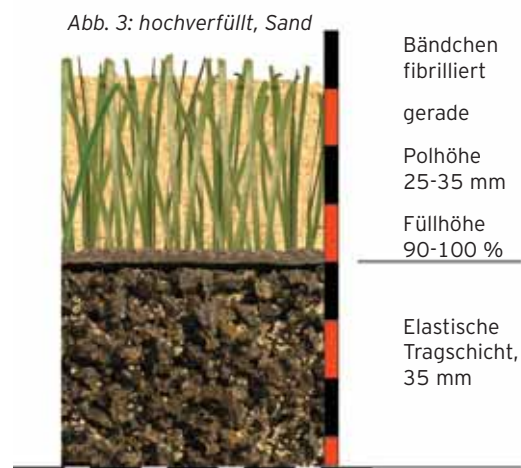 Abb. 3: hochverfüllt, Sand
Bändchen
fibrilliert
gerade
Polhöhe
25-35 mm
Füllhöhe
90-100 %
Elastische
Tragschicht,
35 mm